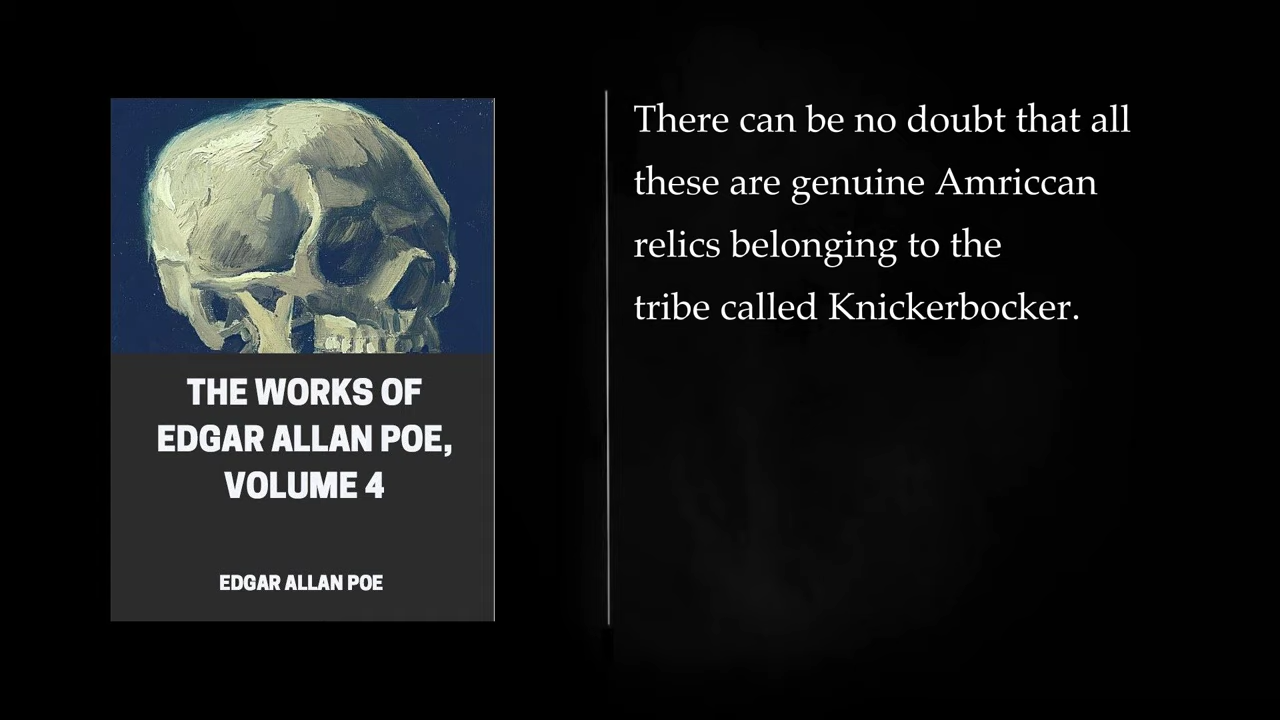 THE WORKS OF
EDGAR ALLAN POE,
VOLUME 4
EDGAR ALLAN POE
There can be no doubt that all
these are genuine Amriccan
relics belonging to the
tribe called Knickerbocker.